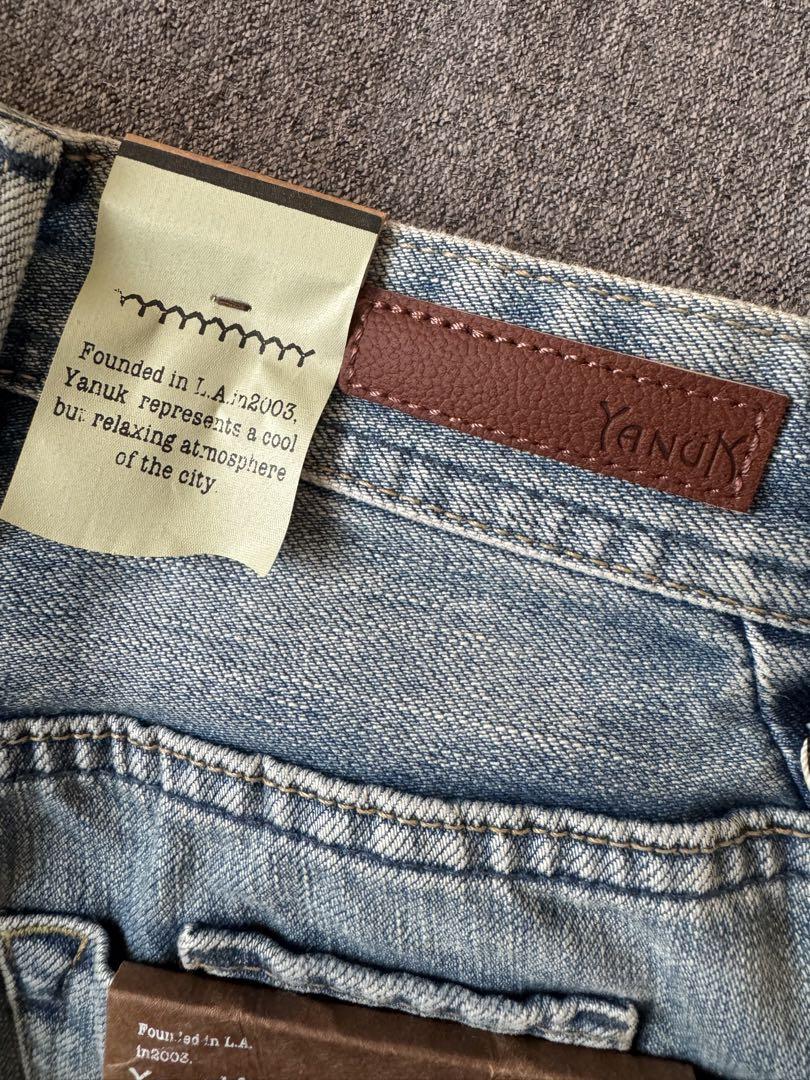 Founded in L.A.in2003,
Yanuk represents a cool
but relaxing atmosphere
of the city.
YANUK
Founded in L.A.
in2003.